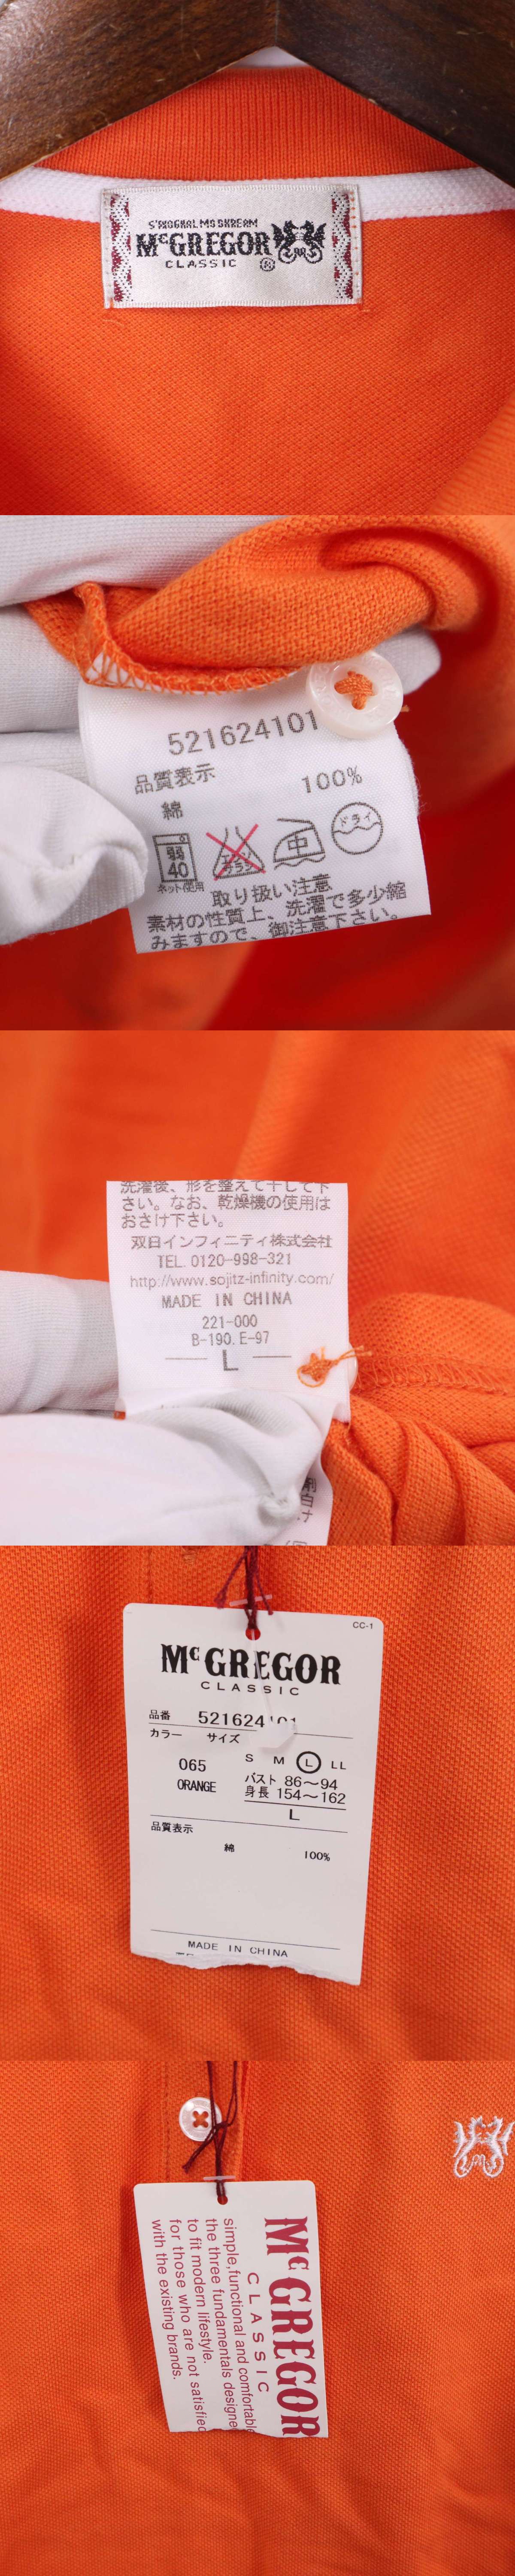 McGREGOR
CLASSIC ®
521624101
品質表示
綿 100%
弱
40
ネット使用
エンソ
サラシ
中
ドライ
取り扱い注意
素材の性質上、洗濯で多少縮
みますので、御注意下さい。
洗濯後、形を整えて干して下
さい。なお、乾燥機の使用は
おさけ下さい。
双日インフィニティ株式会社
TEL. 0120-998-321
http://www.sojitz-infinity.com/
MADE IN CHINA
221-000
B-190. E-97
L
CC-1
McGREGOR
CLASSIC
品番 521624101
カラー サイズ
S M L LL
065
ORANGE
バスト 86〜94
身長 154〜162
L
品質表示
綿 100%
MADE IN CHINA
McGREGOR
CLASSIC
simple,functional and comfortable
the three fundamentals designe
to fit modern lifestyle.
for those who are not satisfied
with the existing brands.